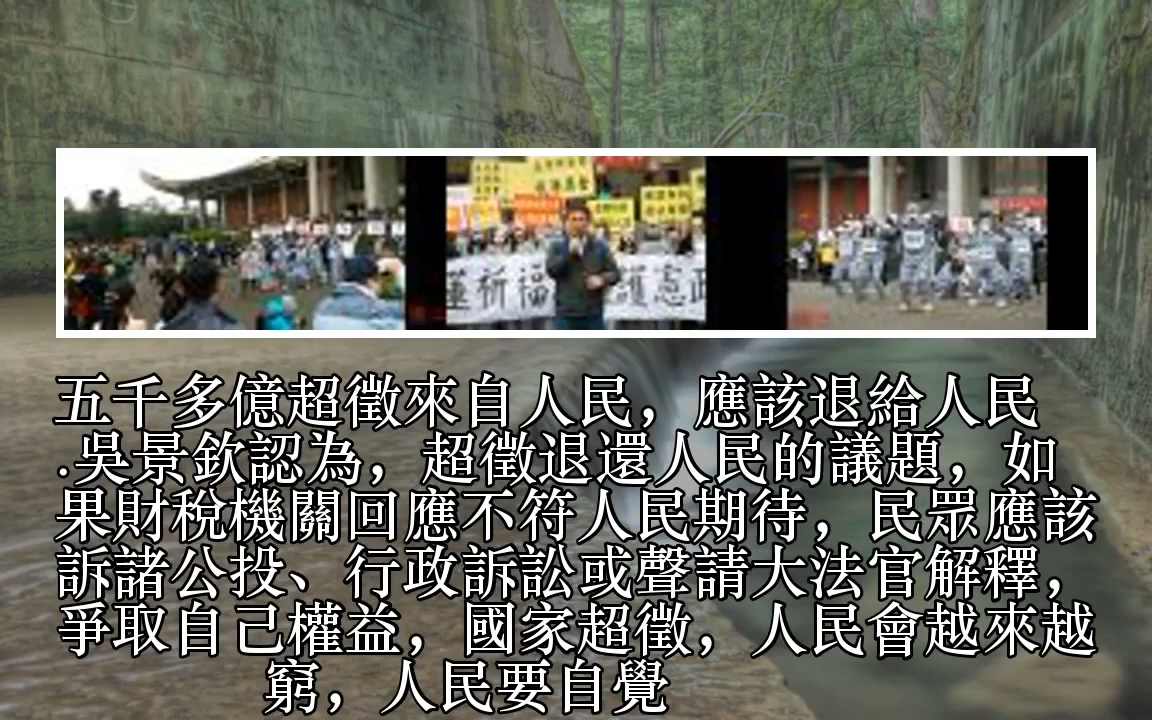 祈福
護憲
五千多億超徵來自人民，應該退給人民
.吳景欽認為，超徵退還人民的議題，如
果財稅機關回應不符人民期待，民眾應該
訴諸公投、行政訴訟或聲請大法官解釋，
爭取自己權益，國家超徵，人民會越來越
窮，人民要自覺